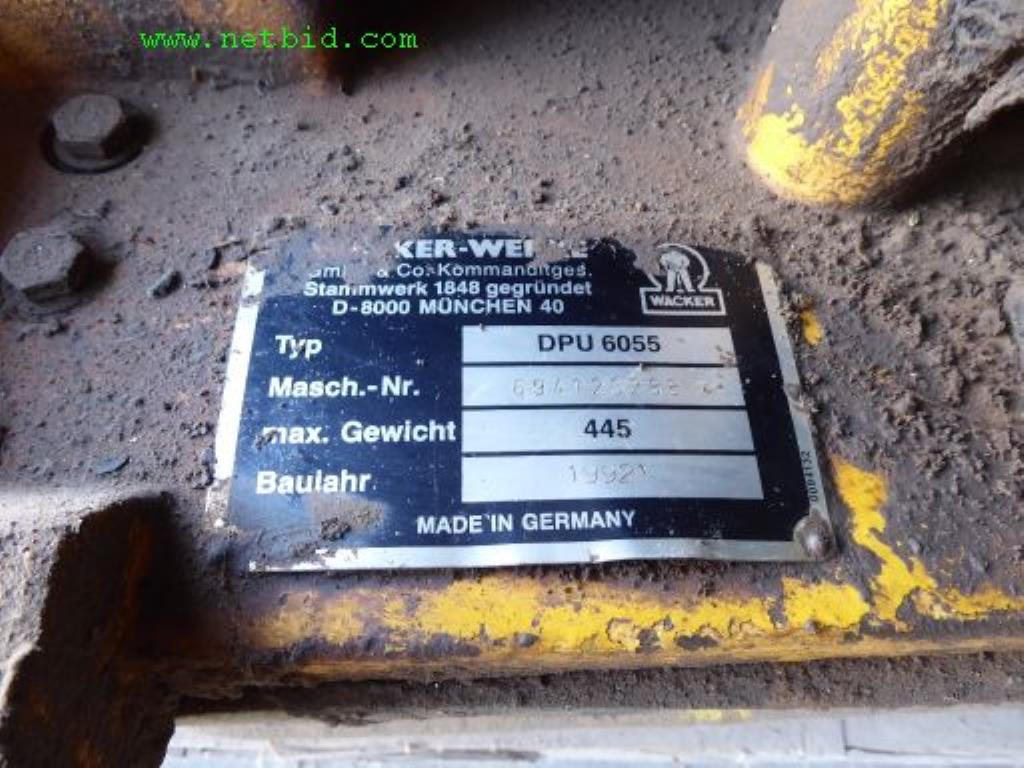 www.netbid.com
KER-WE
& Co. Kommanditges.
Stammwerk 1848 gegründet
D-8000 MÜNCHEN 40
WACKER
Typ DPU 6055
Masch.-Nr.
max. Gewicht 445
Baujahr 1992
MADE IN GERMANY